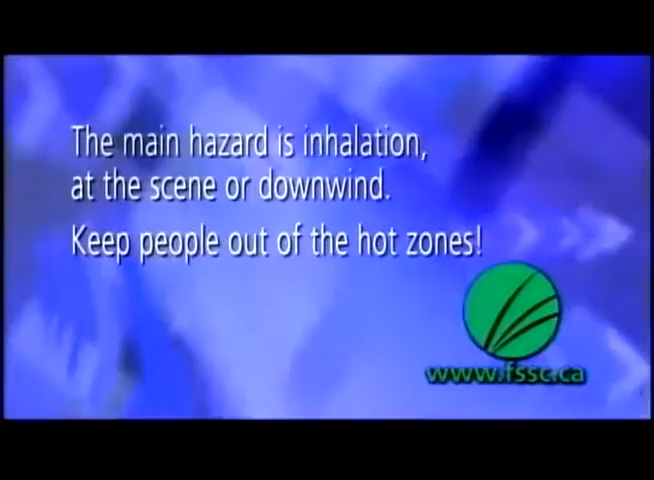 The main hazard is inhalation,
at the scene or downwind.
Keep people out of the hot zones!
www.fssc.ca